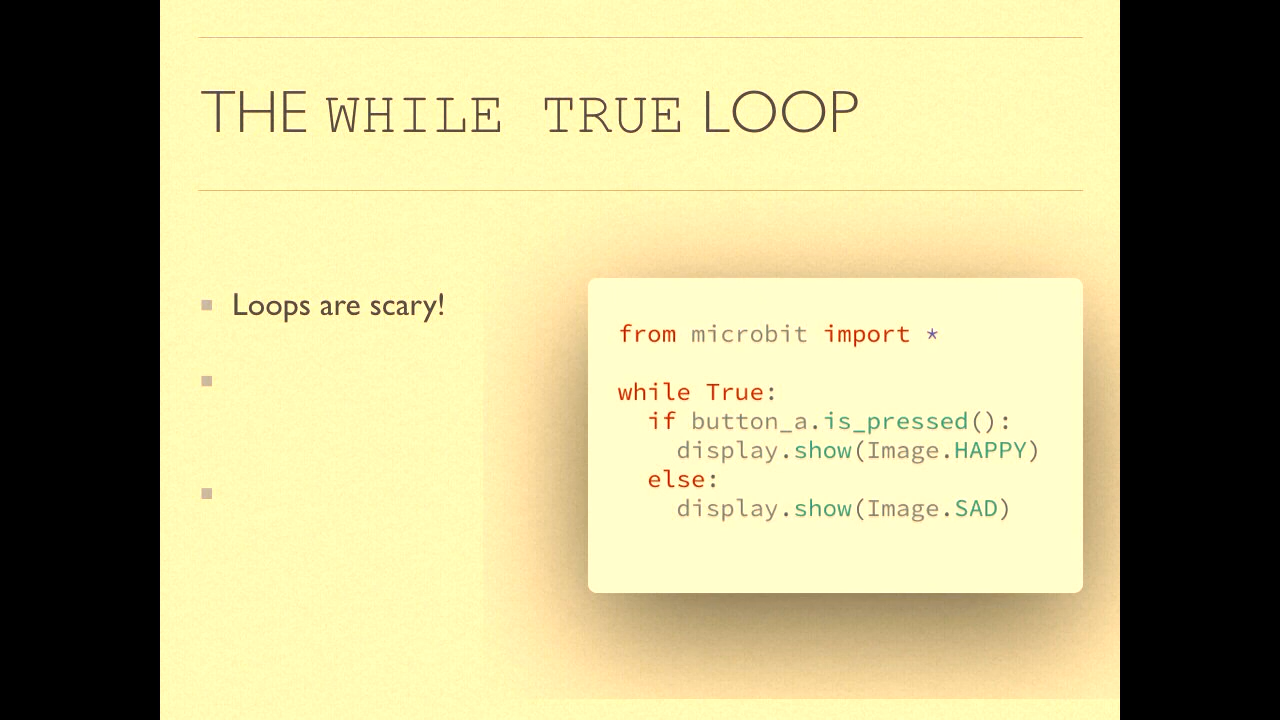 THE WHILE TRUE LOOP
Loops are scary!
from microbit import *
while True:
  if button_a.is_pressed():
    display.show(Image.HAPPY)
  else:
    display.show(Image.SAD)